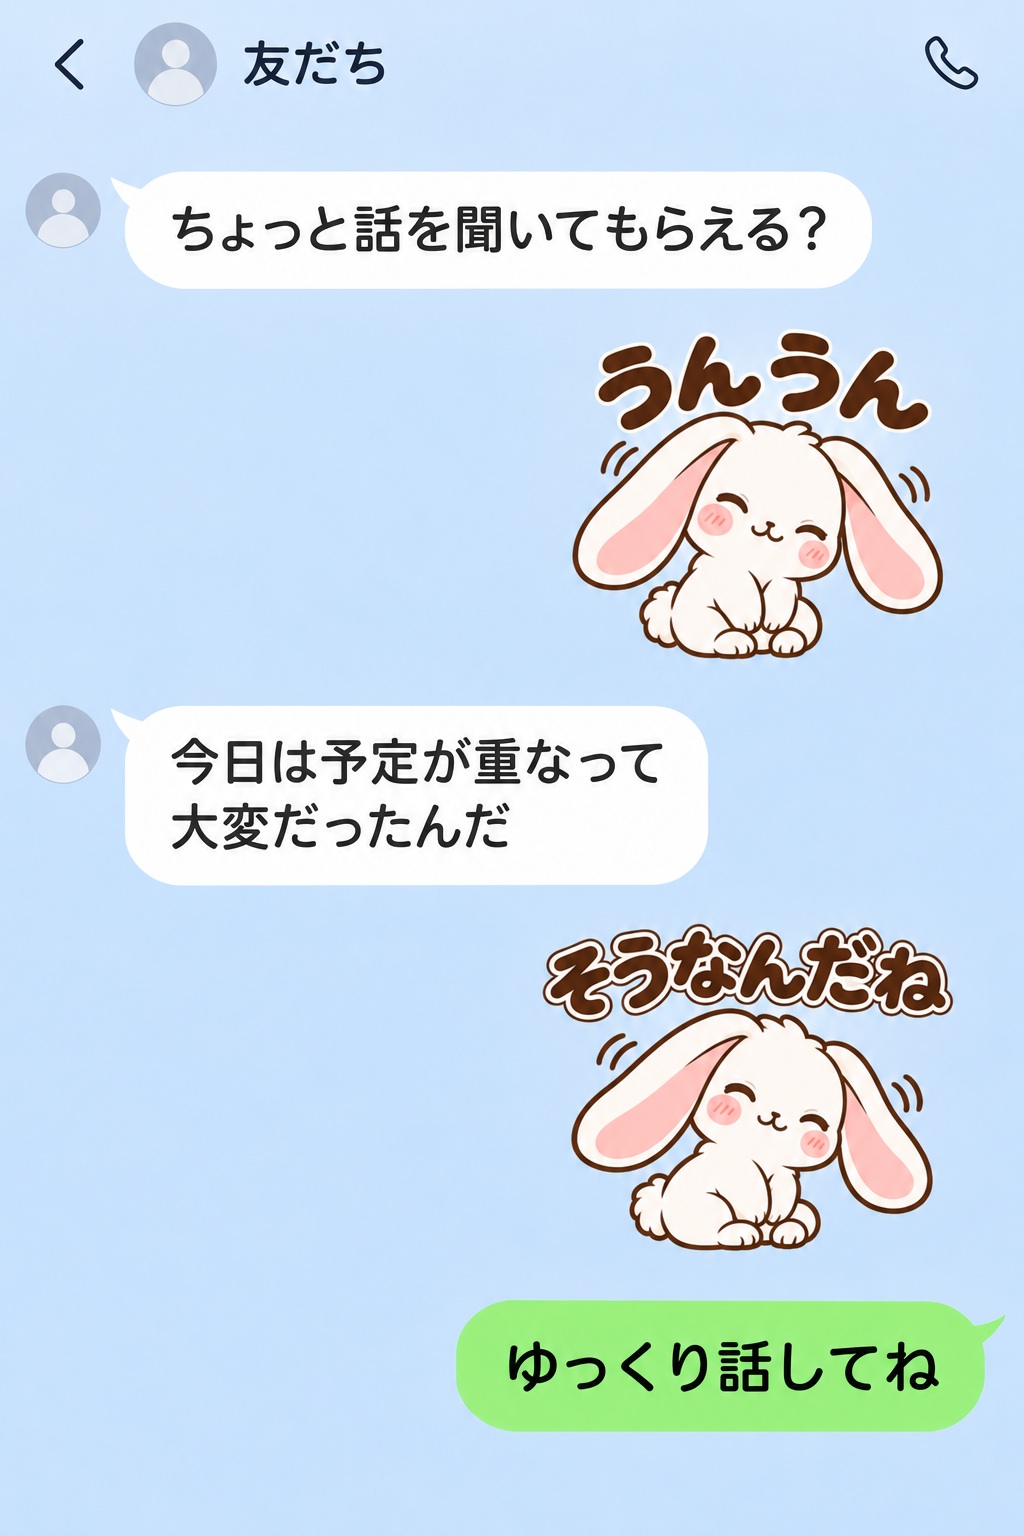 友だち
ちょっと話を聞いてもらえる？
うんうん
今日は予定が重なって
大変だったんだ
そうなんだね
ゆっくり話してね